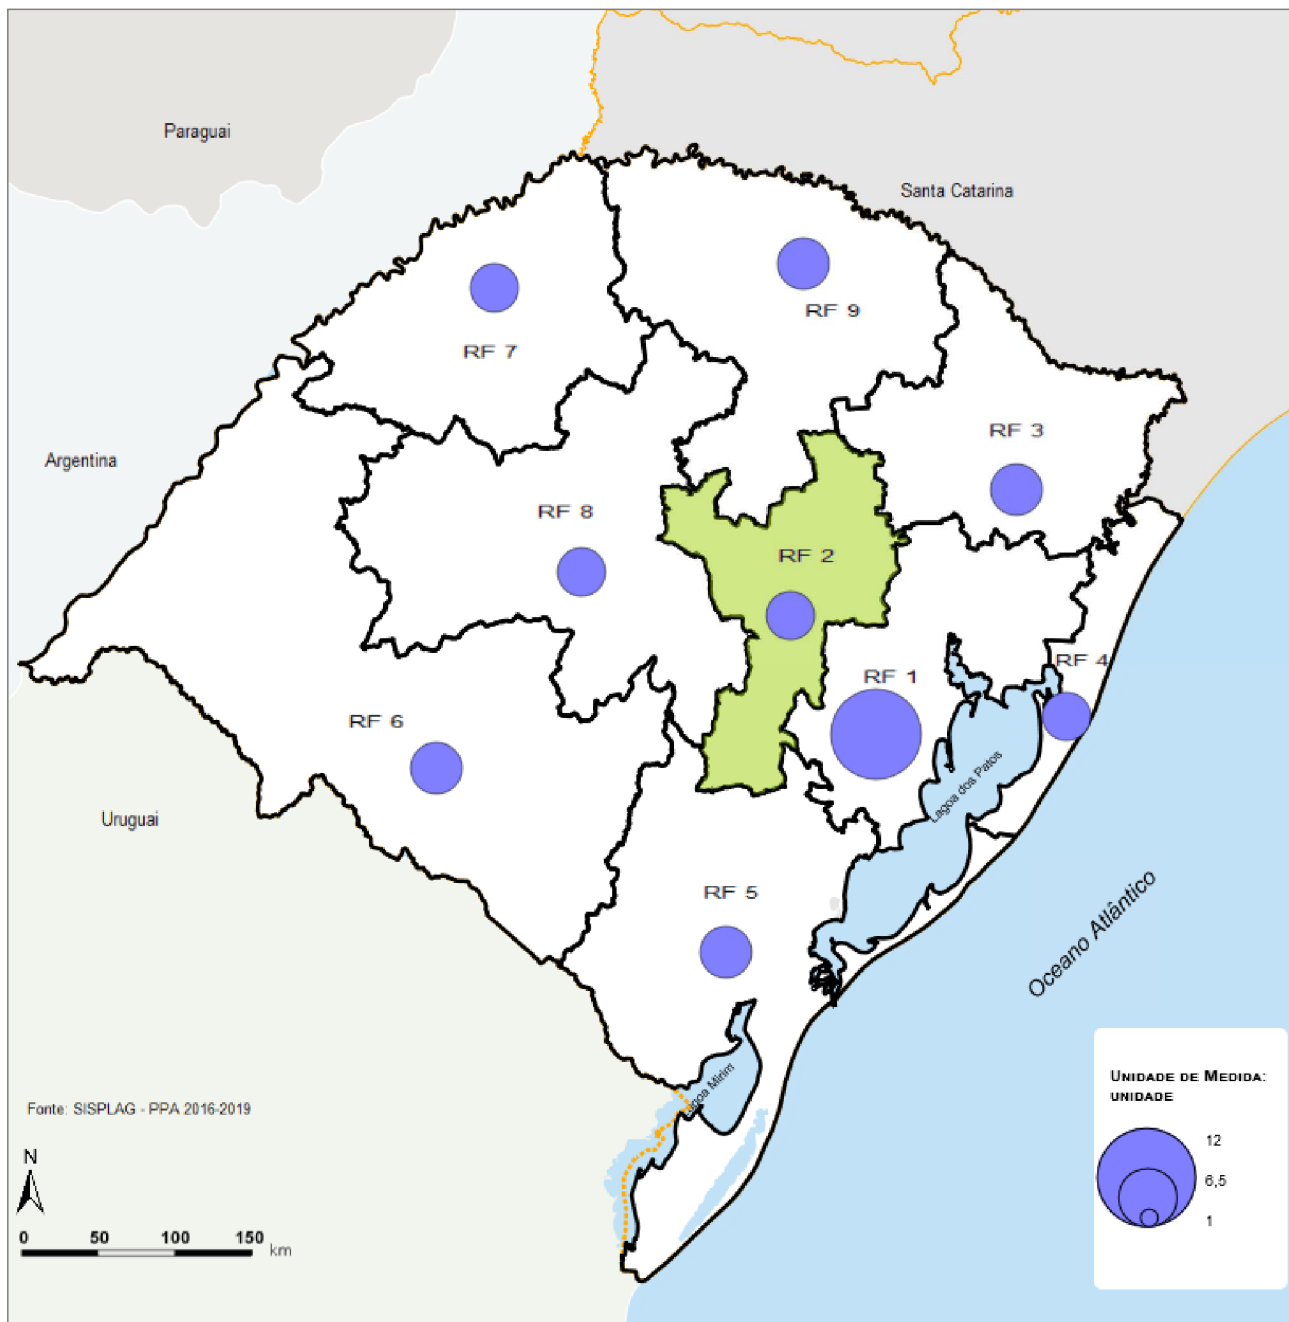 Paraguai
Santa Catarina
RF 9
RF 7
RF 3
Argentina
RF 8
RF 2
RF 4
RF 1
RF 6
Lagoa dos Patos
Uruguai
RF 5
Oceano Atlântico
Lagoa Mirim
UNIDADE DE MEDIDA:
UNIDADE
12
6,5
1
Fonte: SISPLAG - PPA 2016-2019
N
0 50 100 150
km